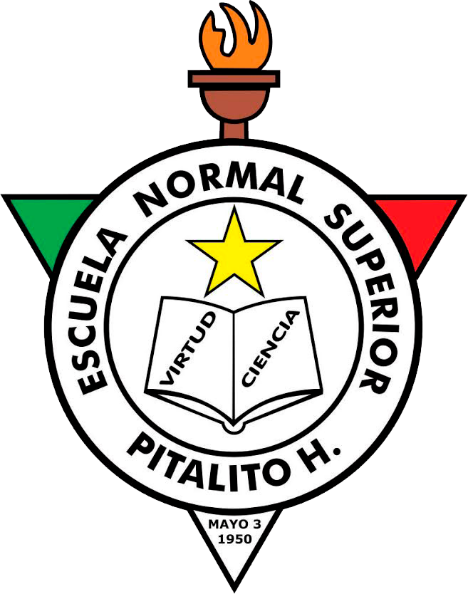 ESCUELA NORMAL SUPERIOR
VIRTUD
CIENCIA
PITALITO H.
MAYO 3
1950